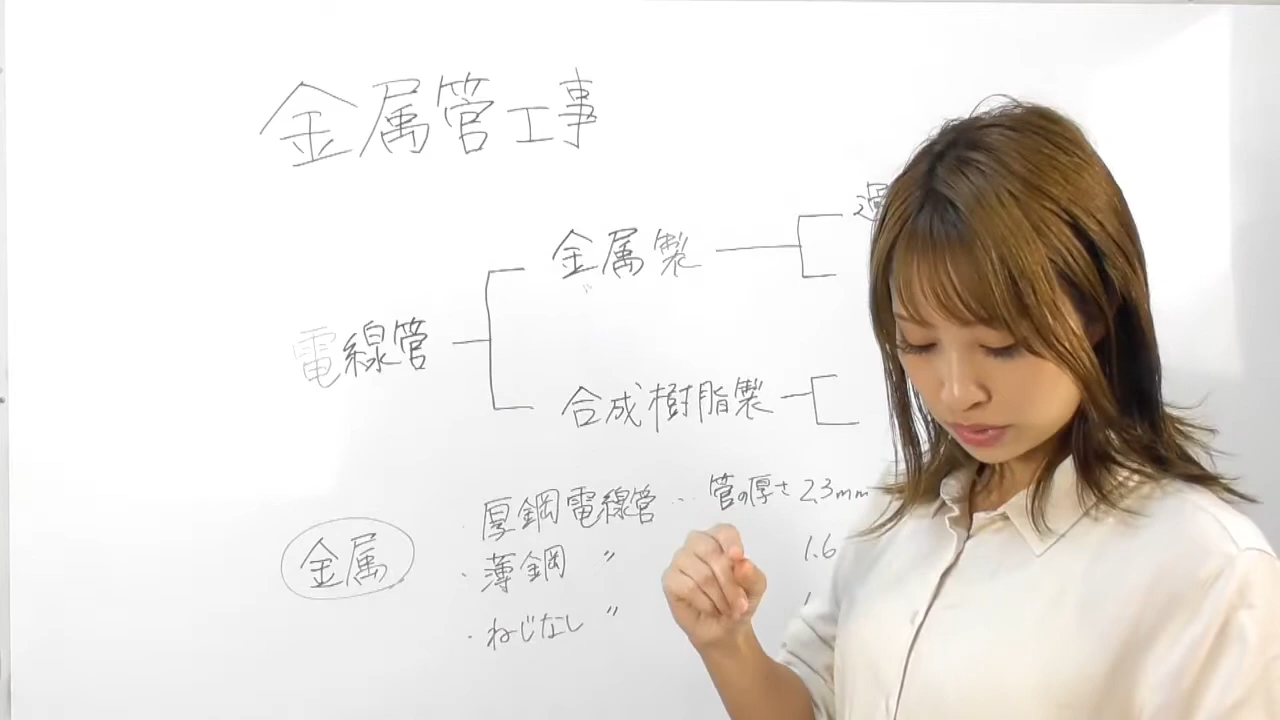 金属管工事
電線管
金属製
合成樹脂製
金属
・厚鋼電線管 … 管の厚さ 2.3mm
・薄鋼 〃 1.6
・ねじなし 〃